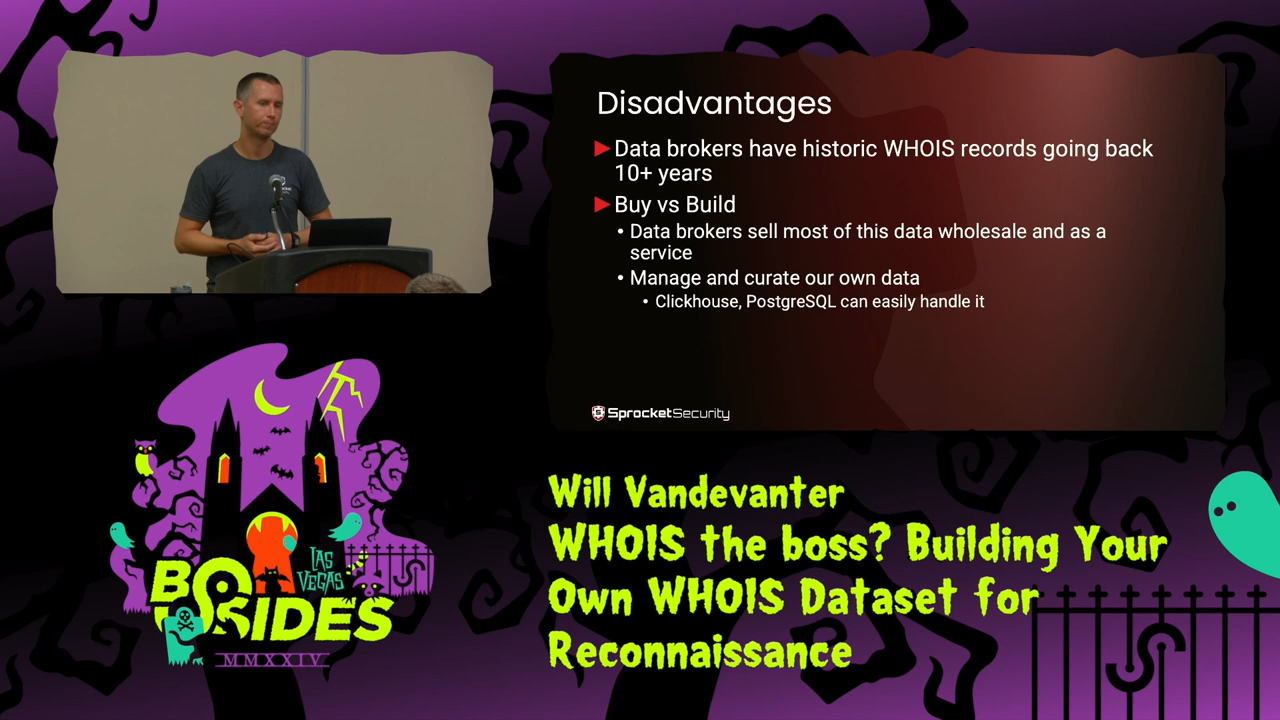 Disadvantages
Data brokers have historic WHOIS records going back
10+ years
Buy vs Build
Data brokers sell most of this data wholesale and as a
service
Manage and curate our own data
Clickhouse, PostgreSQL can easily handle it
SprocketSecurity
LAS
VEGAS
BSIDES
MMXXIV
Will Vandevanter
WHOIS the boss? Building Your
Own WHOIS Dataset for
Reconnaissance